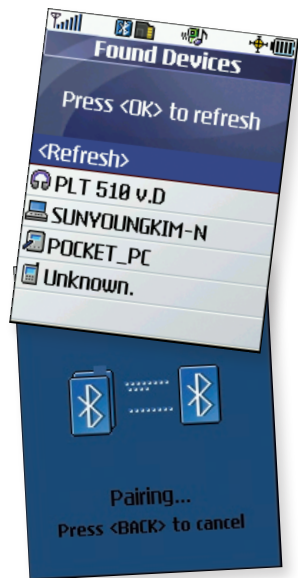 Found Devices
Press <OK> to refresh
<Refresh>
PLT 510 v.D
SUNYOUNGKIM-N
POCKET_PC
Unknown.
Pairing...
Press <BACK> to cancel